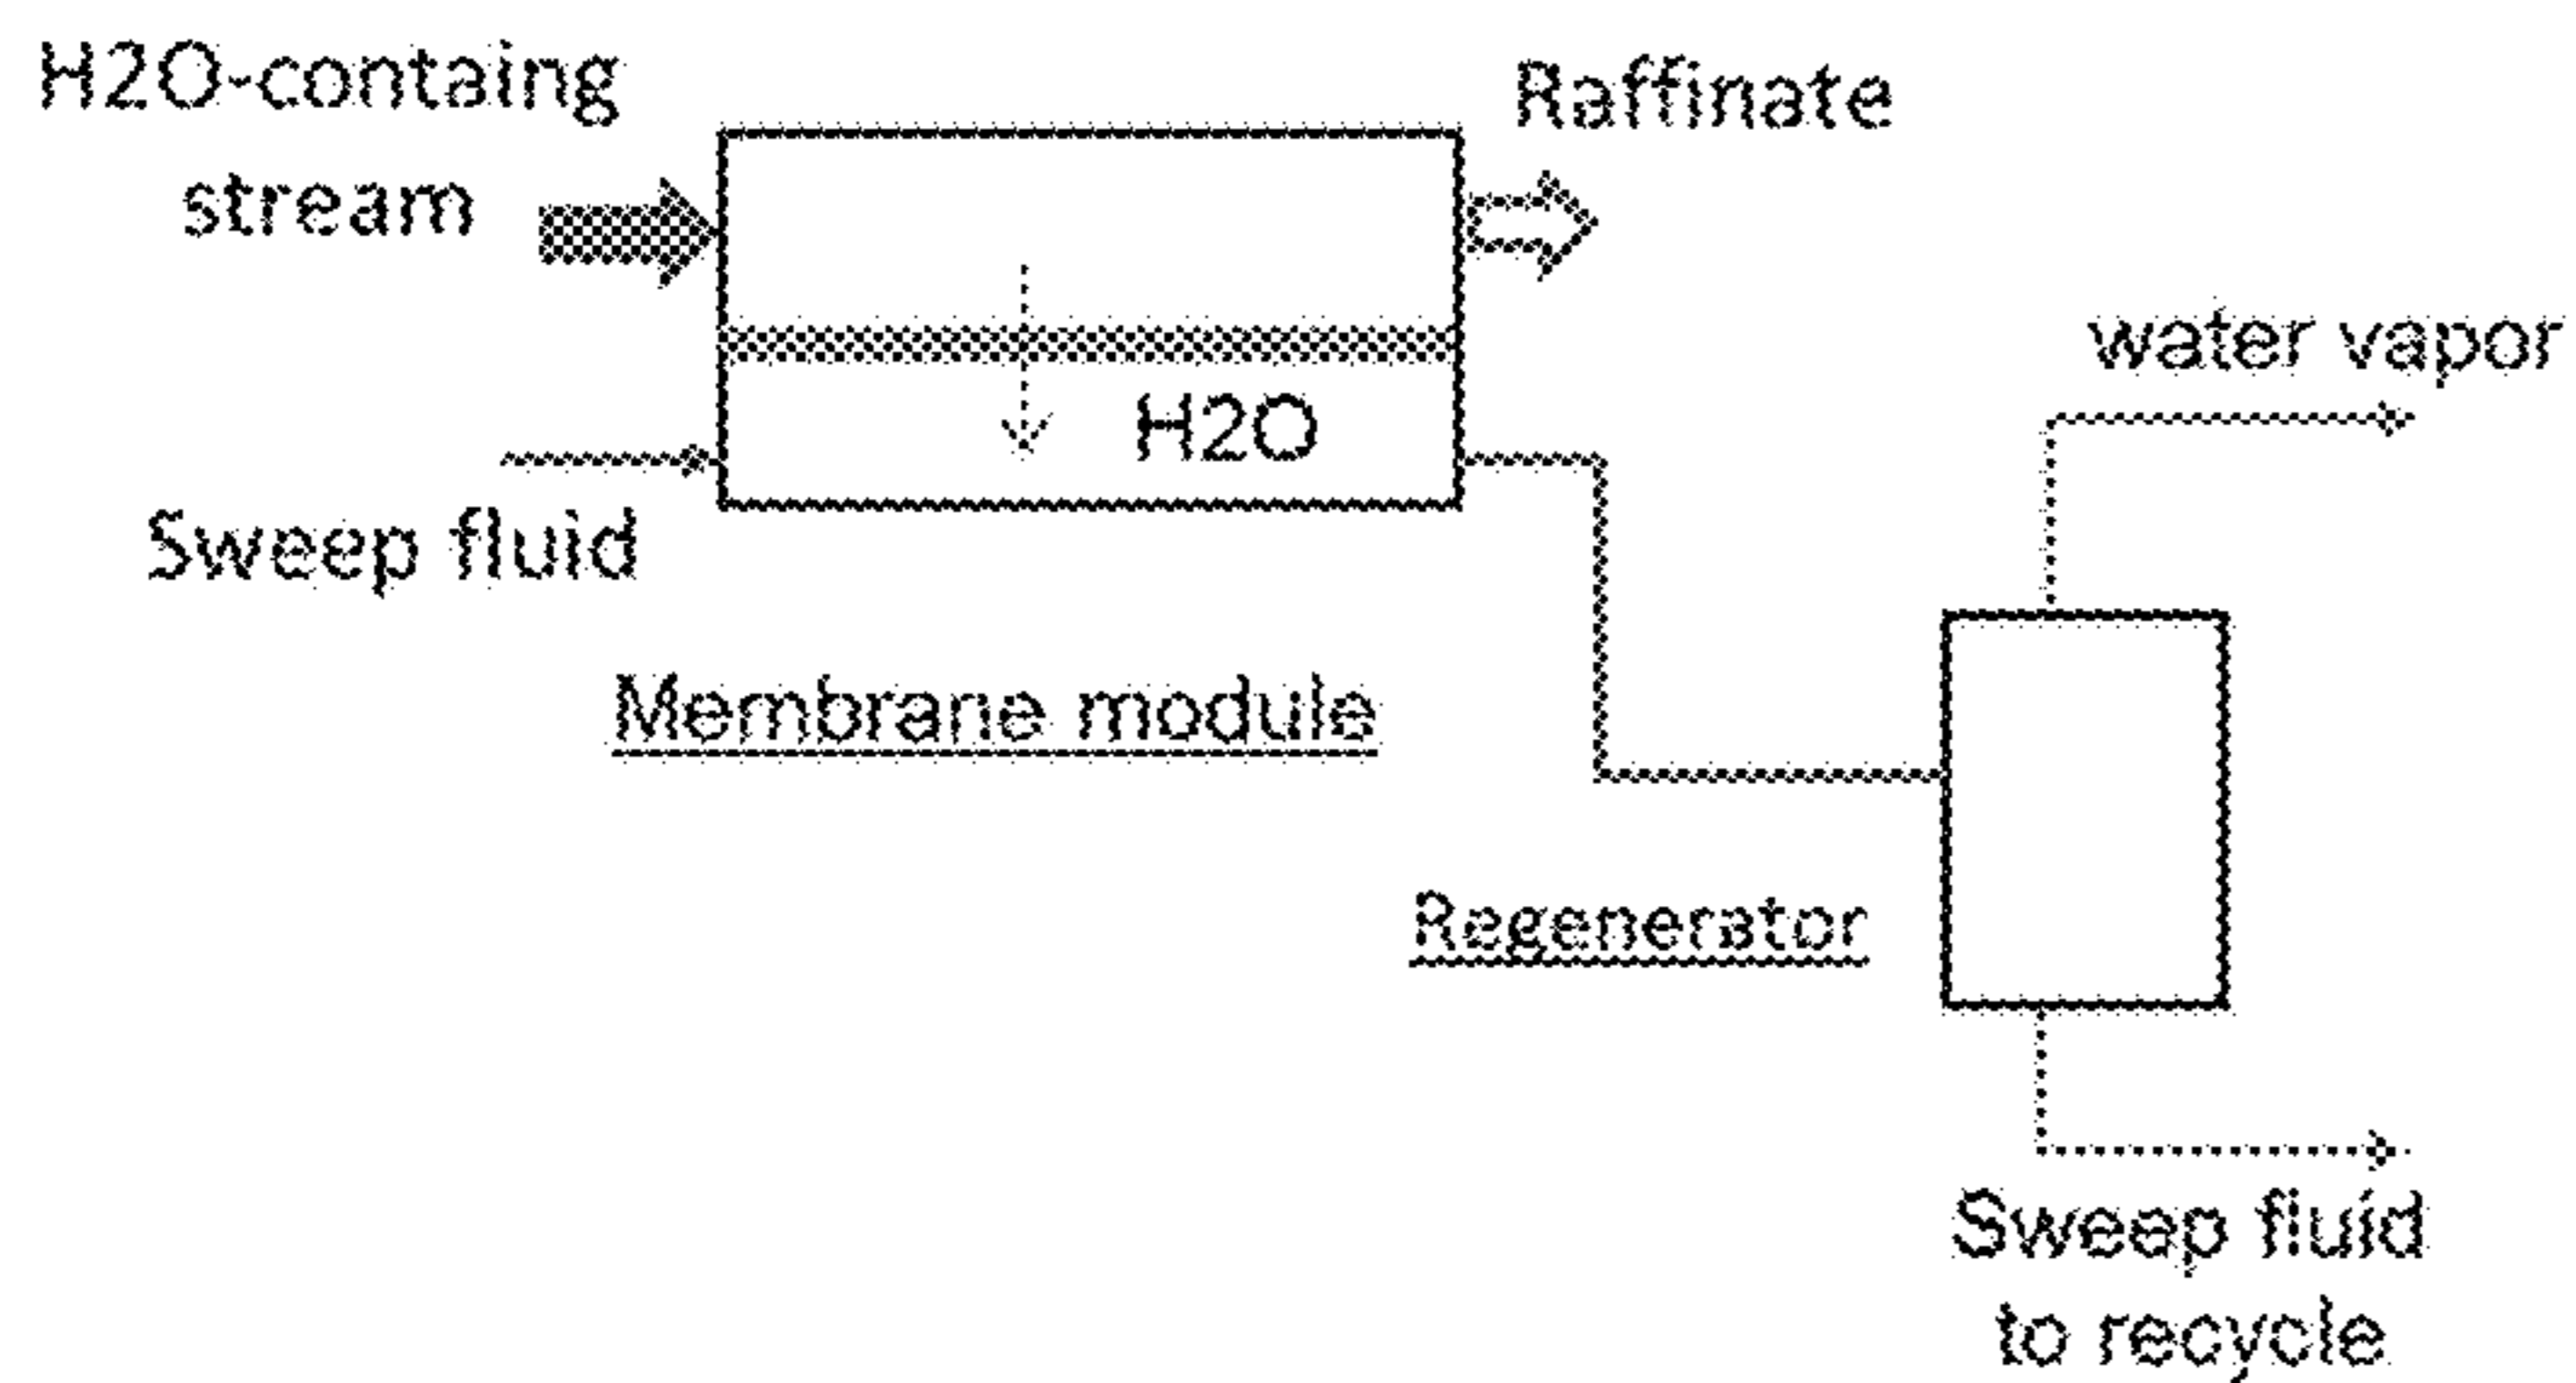 H2O-containg
stream
Raffinate
water vapor
H2O
Sweep fluid
Membrane module
Regenerator
Sweep fluid
to recycle